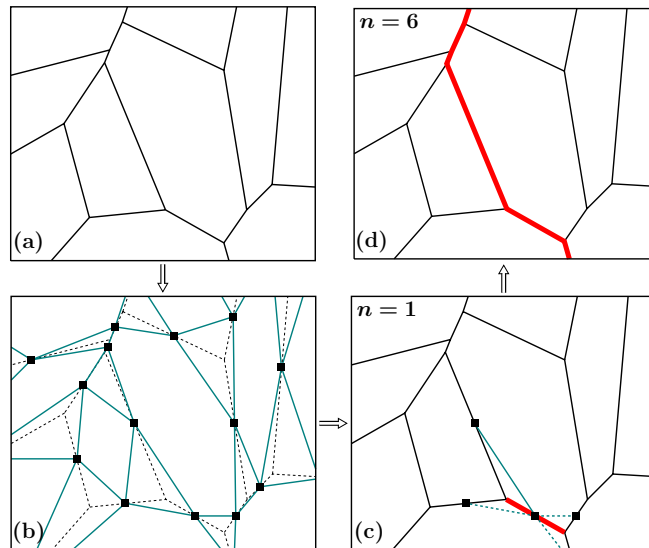 n = 6
(a)
(d)
n = 1
(b)
(c)